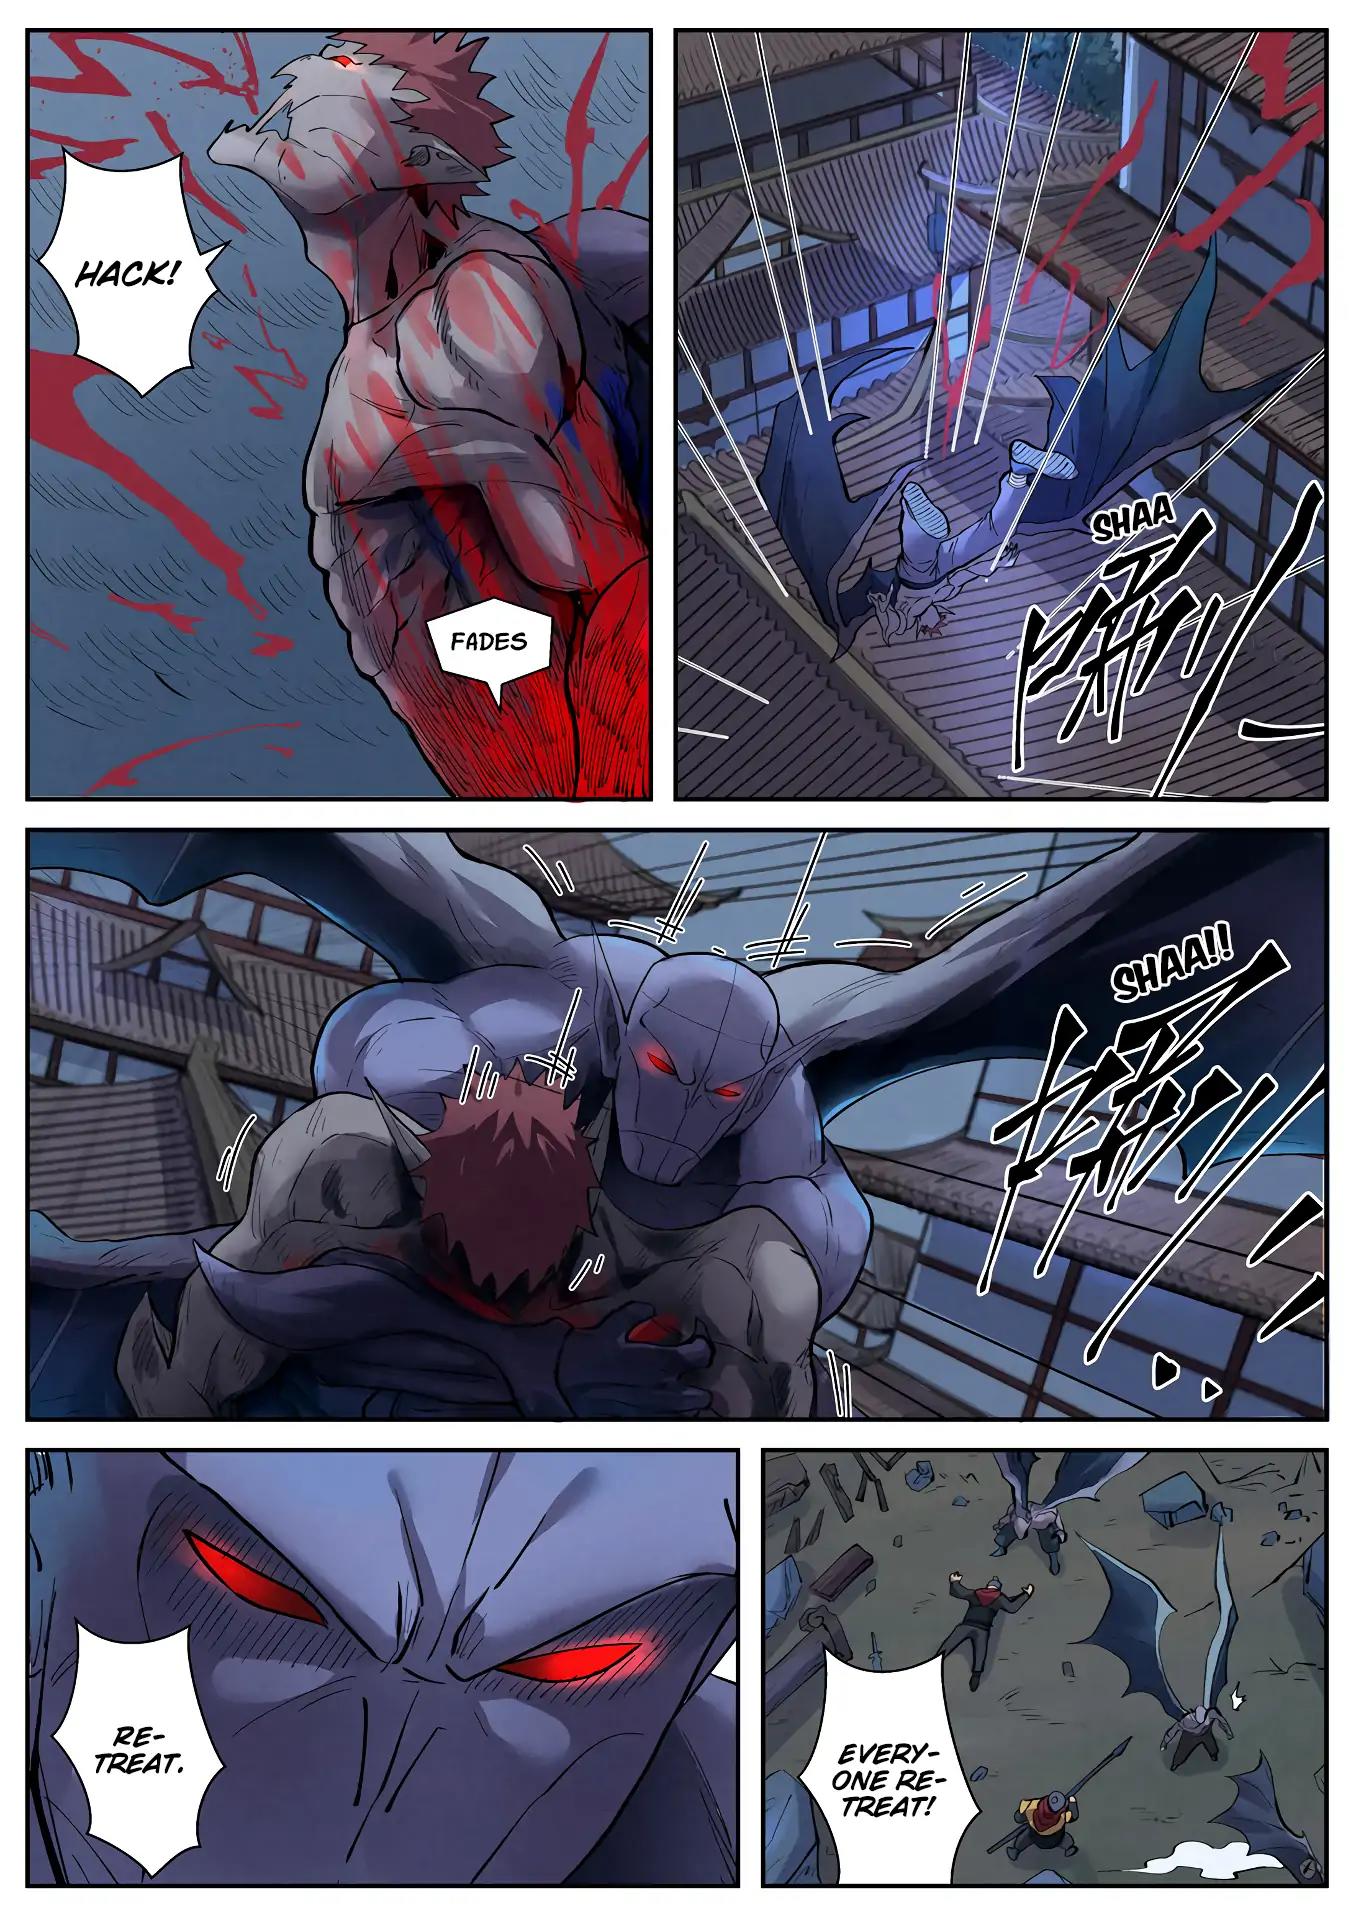 HACK!
FADES
SHAA
SHAA!!
RE-
TREAT.
EVERY-
ONE RE-
TREAT!